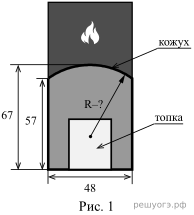 кожух
R–?
67
57
топка
48
Рис. 1
решуогэ.рф